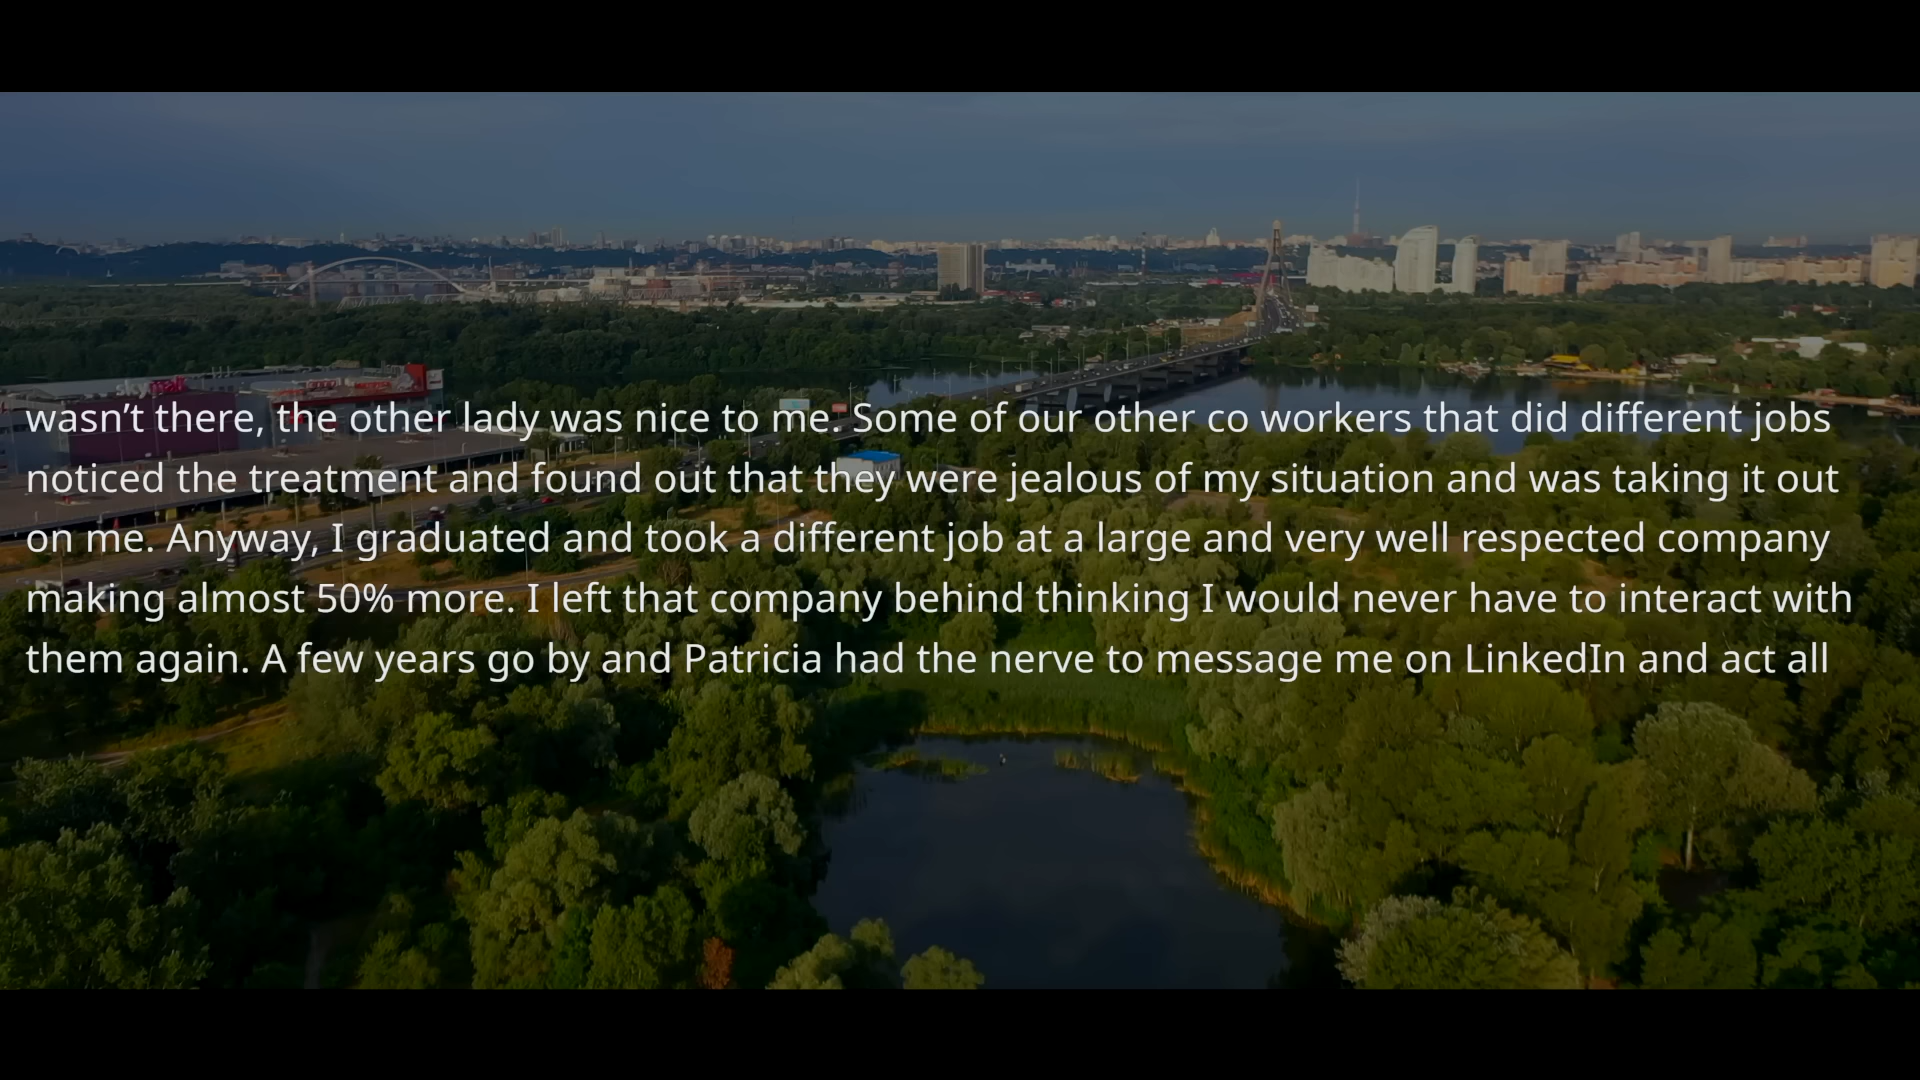 wasn’t there, the other lady was nice to me. Some of our other co workers that did different jobs
noticed the treatment and found out that they were jealous of my situation and was taking it out
on me. Anyway, I graduated and took a different job at a large and very well respected company
making almost 50% more. I left that company behind thinking I would never have to interact with
them again. A few years go by and Patricia had the nerve to message me on LinkedIn and act all